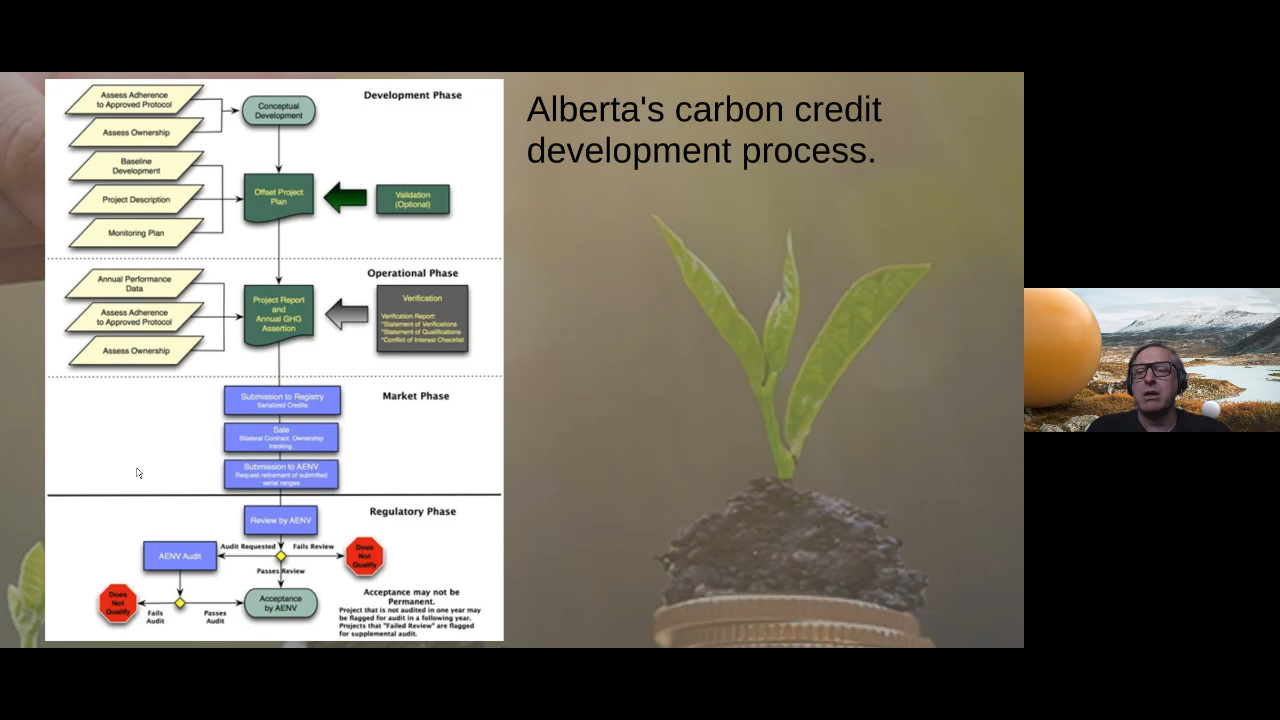 Alberta's carbon credit
development process.
Development Phase
Assess Adherence
to Approved Protocol
Assess Ownership
Conceptual
Development
Baseline
Development
Project Description
Monitoring Plan
Offset Project
Plan
Validation
(Optional)
Operational Phase
Annual Performance
Data
Assess Adherence
to Approved Protocol
Assess Ownership
Project Report
and
Annual GHG
Assertion
Verification
Verification Report:
*Statement of Verifications
*Statement of Qualifications
*Conflict of Interest Checklist
Market Phase
Submission to Registry
Serialized Credits
Sale
Bilateral Contract, Ownership
tracking.
Submission to AENV
Request retirement of submitted
serial ranges
Regulatory Phase
Review by AENV
Audit Requested
Fails Review
AENV Audit
Does
Not
Qualify
Passes Review
Does
Not
Qualify
Fails
Audit
Passes
Audit
Acceptance
by AENV
Acceptance may not be
Permanent.
Project that is not audited in one year may
be flagged for audit in a following year.
Projects that "Failed Review" are flagged
for supplemental audit.